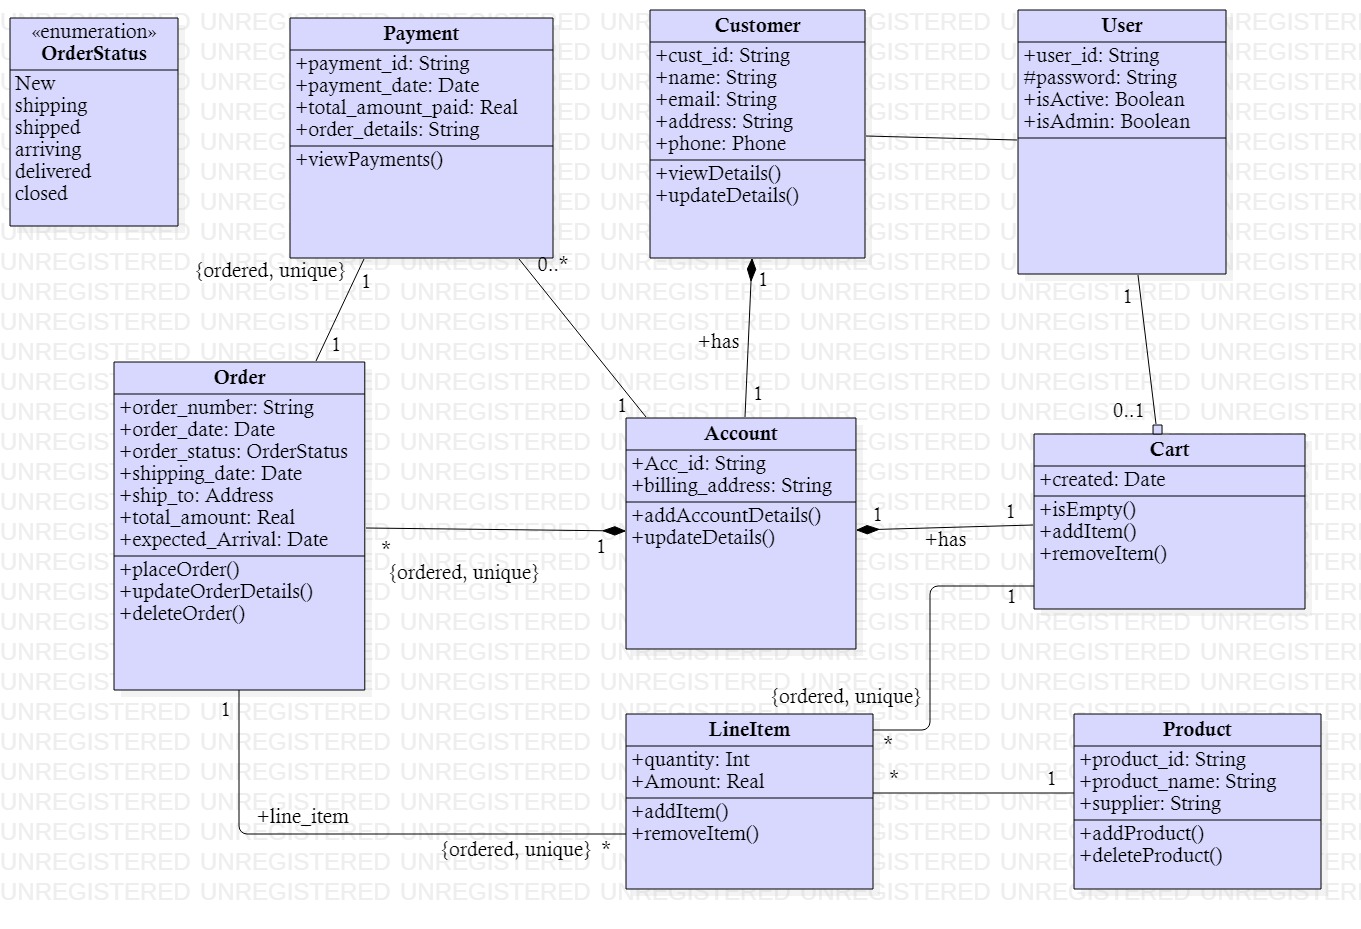 «enumeration»
OrderStatus
New
shipping
shipped
arriving
delivered
closed
Payment
+payment_id: String
+payment_date: Date
+total_amount_paid: Real
+order_details: String
+viewPayments()
Customer
+cust_id: String
+name: String
+email: String
+address: String
+phone: Phone
+viewDetails()
+updateDetails()
User
+user_id: String
#password: String
+isActive: Boolean
+isAdmin: Boolean
{ordered, unique}
1
0..*
1
1
1
+has
1
1
1
0..1
Order
+order_number: String
+order_date: Date
+order_status: OrderStatus
+shipping_date: Date
+ship_to: Address
+total_amount: Real
+expected_Arrival: Date
+placeOrder()
+updateOrderDetails()
+deleteOrder()
*
{ordered, unique}
1
Account
+Acc_id: String
+billing_address: String
+addAccountDetails()
+updateDetails()
1
+has
1
Cart
+created: Date
+isEmpty()
+addItem()
+removeItem()
1
{ordered, unique}
*
1
+line_item
{ordered, unique} *
LineItem
+quantity: Int
+Amount: Real
+addItem()
+removeItem()
*
1
Product
+product_id: String
+product_name: String
+supplier: String
+addProduct()
+deleteProduct()
UNREGISTERED